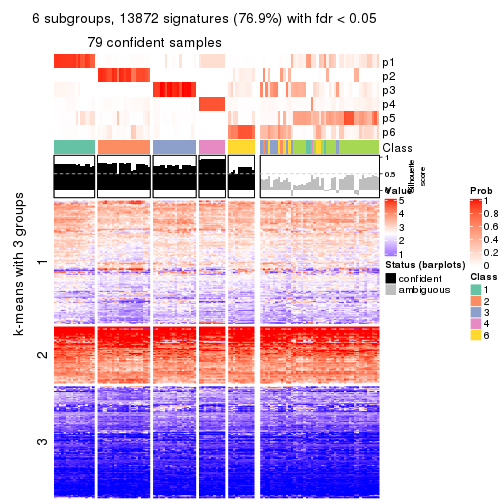 6 subgroups, 13872 signatures (76.9%) with fdr < 0.05
79 confident samples
p1
p2
p3
p4
p5
p6
Class
1
0.5
0
Silhouette
score
k-means with 3 groups
1
2
3
Value
5
4
3
2
1
Status (barplots)
confident
ambiguous
Prob
1
0.8
0.6
0.4
0.2
0
Class
1
2
3
4
6